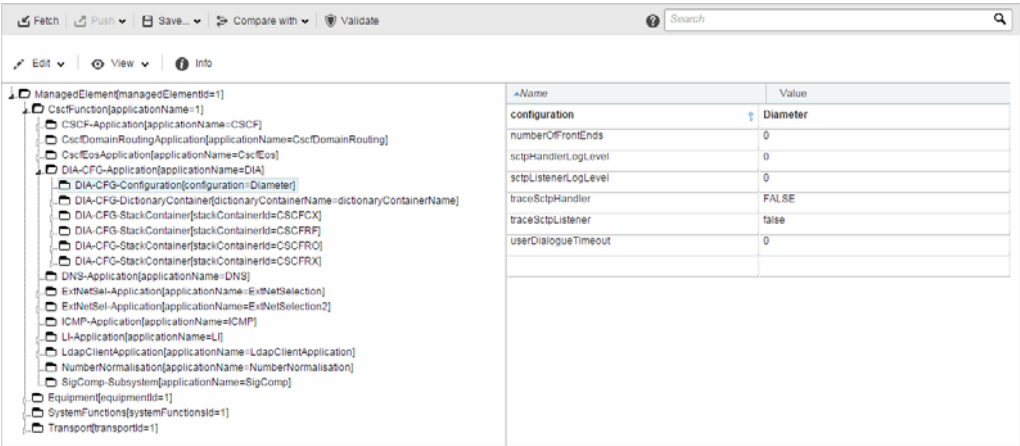 Fetch Push Save... Compare with Validate Search
Edit View Info
ManagedElement[managedElementId=1]
CscfFunction[applicationName=1]
CSCF-Application[applicationName=CSCF]
CscfDomainRoutingApplication[applicationName=CscfDomainRouting]
CscfEosApplication[applicationName=CscfEos]
DIA-CFG-Application[applicationName=DIA]
DIA-CFG-Configuration[configuration=Diameter]
DIA-CFG-DictionaryContainer[dictionaryContainerName=dictionaryContainerName]
DIA-CFG-StackContainer[stackContainerId=CSCFCX]
DIA-CFG-StackContainer[stackContainerId=CSCFRF]
DIA-CFG-StackContainer[stackContainerId=CSCFRO]
DIA-CFG-StackContainer[stackContainerId=CSCFRX]
DNS-Application[applicationName=DNS]
ExtNetSel-Application[applicationName=ExtNetSelection]
ExtNetSel-Application[applicationName=ExtNetSelection2]
ICMP-Application[applicationName=ICMP]
LI-Application[applicationName=LI]
LdapClientApplication[applicationName=LdapClientApplication]
NumberNormalisation[applicationName=NumberNormalisation]
SigComp-Subsystem[applicationName=SigComp]
Equipment[equipmentId=1]
SystemFunctions[systemFunctionsId=1]
Transport[transportId=1]
Name Value
configuration Diameter
numberOfFrontEnds 0
sctpHandlerLogLevel 0
sctpListenerLogLevel 0
traceSctpHandler FALSE
traceSctpListener false
userDialogueTimeout 0